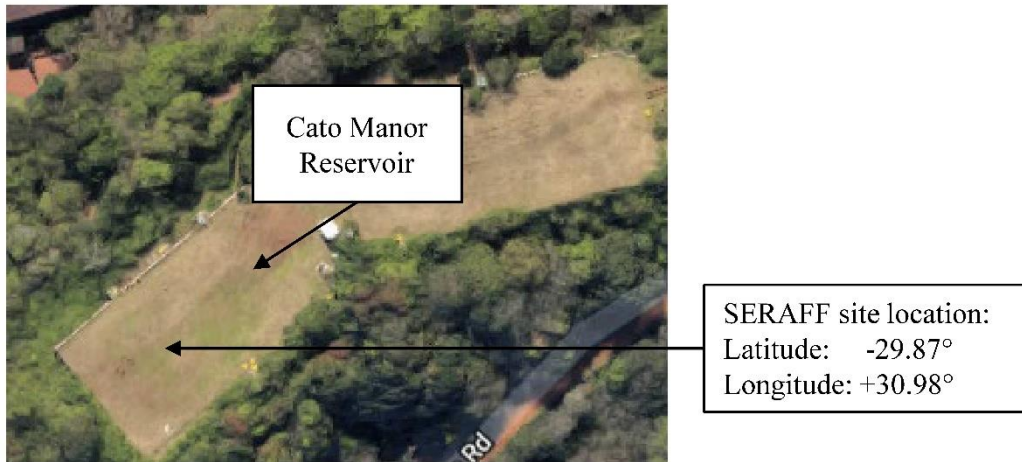 Cato Manor
Reservoir
SERAFF site location:
Latitude: -29.87°
Longitude: +30.98°
Rd